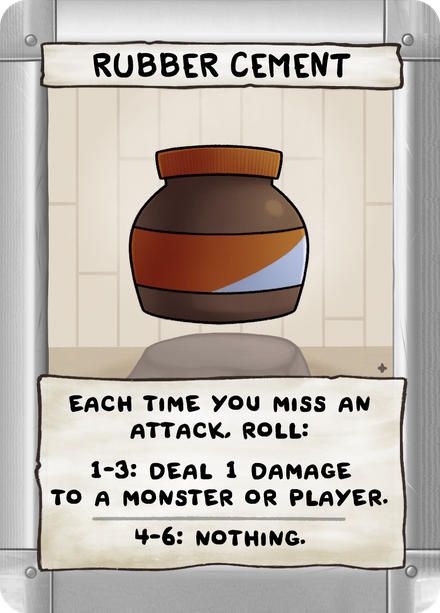 RUBBER CEMENT
EACH TIME YOU MISS AN
ATTACK, ROLL:
1-3: DEAL 1 DAMAGE
TO A MONSTER OR PLAYER.
4-6: NOTHING.